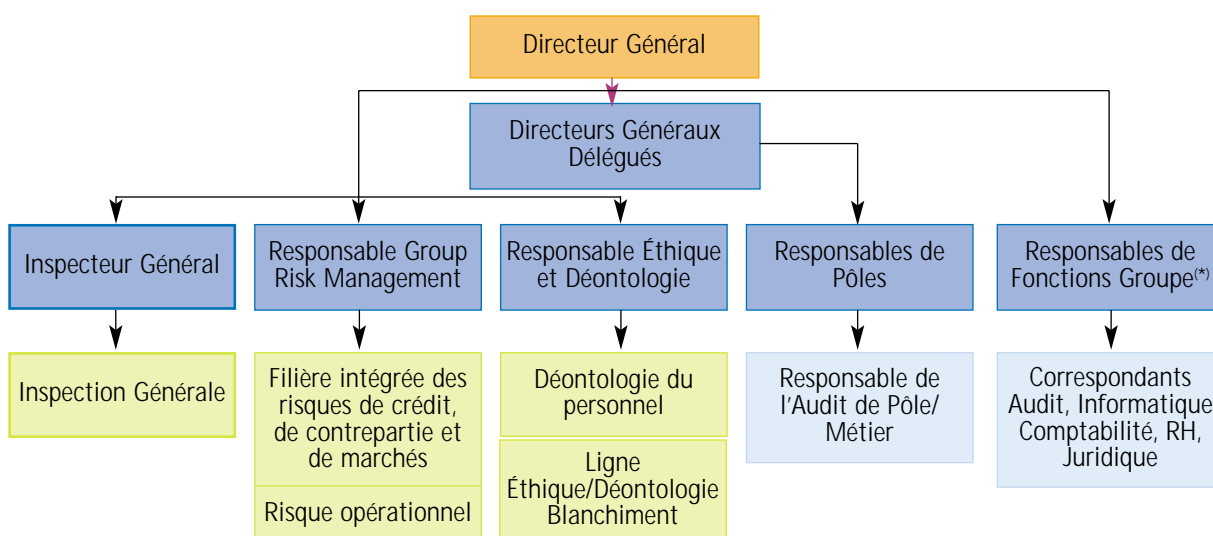 Directeur Général
Directeurs Généraux
Délégués
Inspecteur Général
Responsable Group
Risk Management
Responsable Éthique
et Déontologie
Responsables de
Pôles
Responsables de
Fonctions Groupe(*)
Inspection Générale
Filière intégrée des
risques de crédit,
de contrepartie et
de marchés
Risque opérationnel
Déontologie du
personnel
Ligne
Éthique/Déontologie
Blanchiment
Responsable de
l'Audit de Pôle/
Métier
Correspondants
Audit, Informatique
Comptabilité, RH,
Juridique